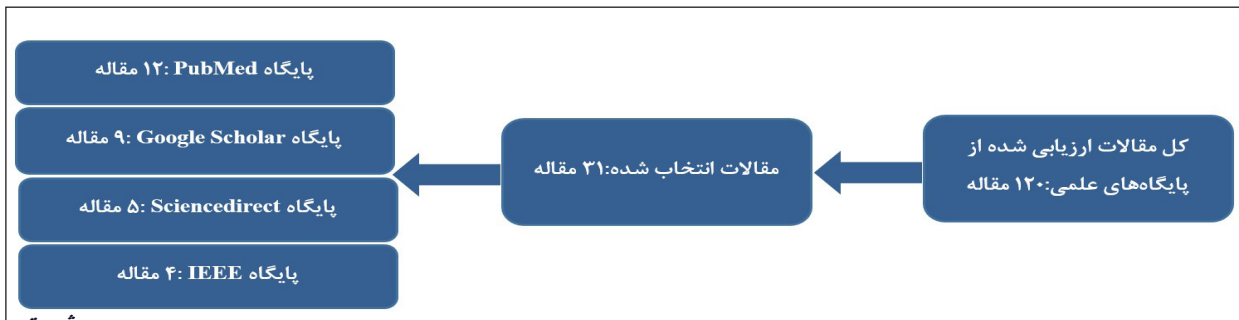 کل مقالات ارزیابی شده از
پایگاه‌های علمی:۱۲۰ مقاله
مقالات انتخاب شده:۳۱ مقاله
پایگاه PubMed :۱۲ مقاله
پایگاه Google Scholar :۹ مقاله
پایگاه Sciencedirect :۵ مقاله
پایگاه IEEE :۴ مقاله